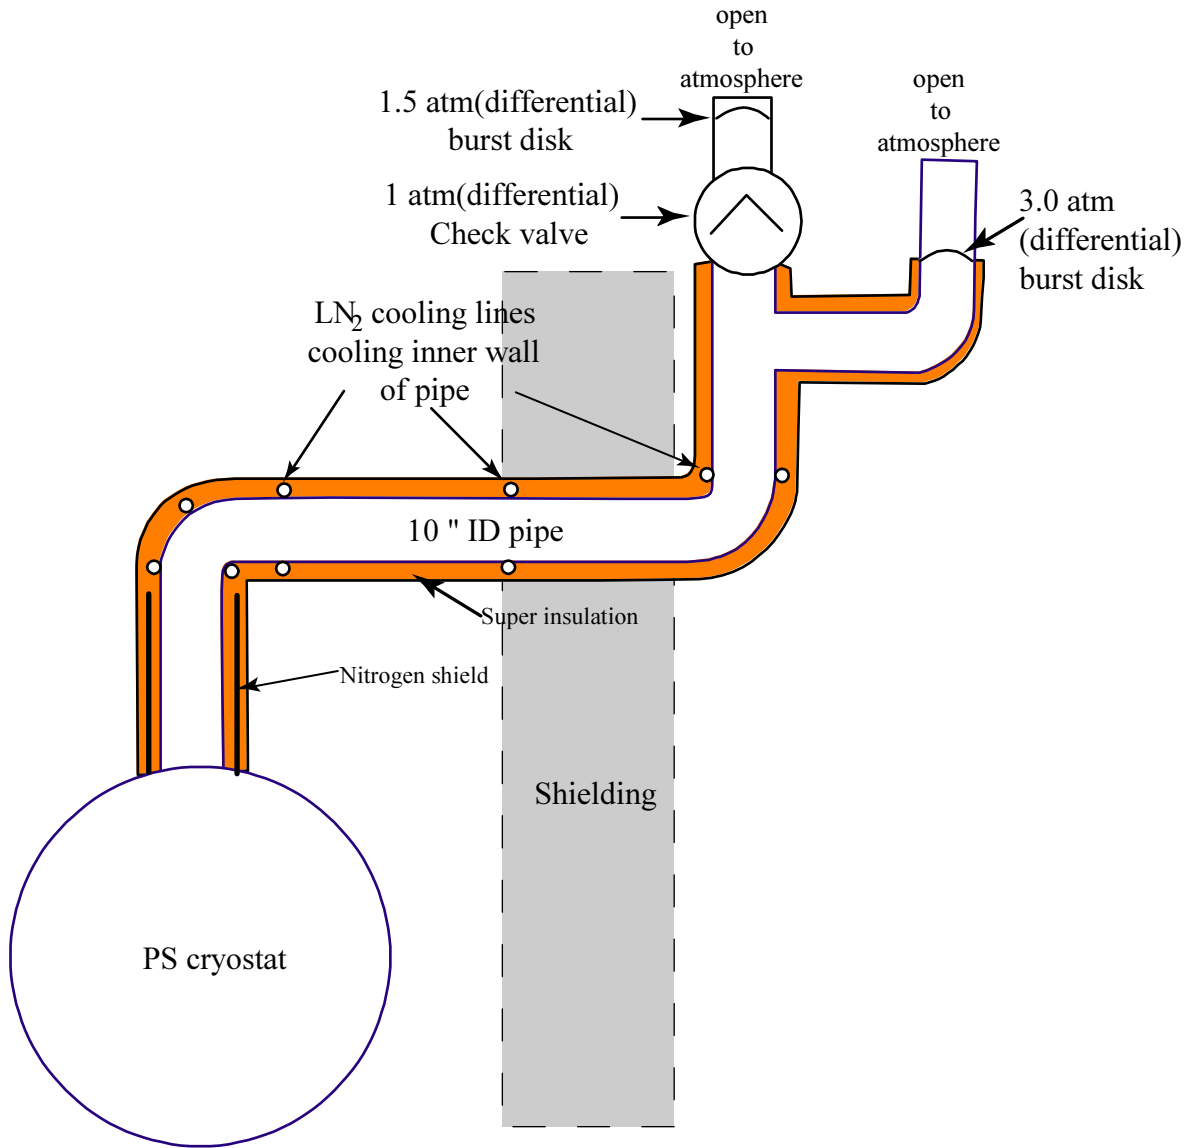 open
to
atmosphere
1.5 atm(differential)
burst disk
open
to
atmosphere
1 atm(differential)
Check valve
3.0 atm
(differential)
burst disk
LN₂ cooling lines
cooling inner wall
of pipe
10 " ID pipe
Super insulation
Nitrogen shield
Shielding
PS cryostat